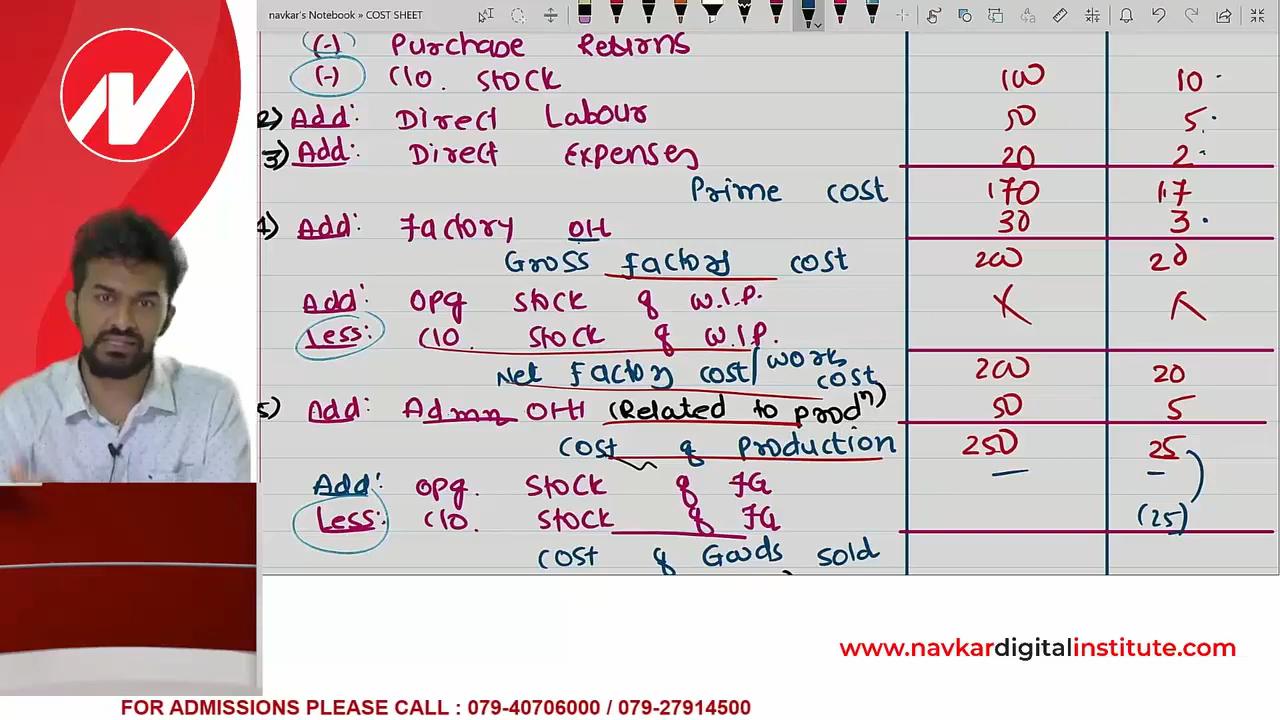 navkar's Notebook » COST SHEET
(-) Purchase Returns
(-) Clo. Stock 100 10
2) Add: Direct Labour 50 5
3) Add: Direct Expenses 20 2
Prime cost 170 17
4) Add: Factory OH 30 3
Gross factory cost 200 20
Add: opg stock of W.I.P. X X
Less: Clo. stock of W.I.P.
Net factory cost/work cost 200 20
5) Add: Admn OH (Related to prodⁿ) 50 5
cost of production 250 25
Add: opg. Stock of FG
Less: Clo. stock of FG (25)
cost of Goods sold
www.navkardigitalinstitute.com
FOR ADMISSIONS PLEASE CALL : 079-40706000 / 079-27914500